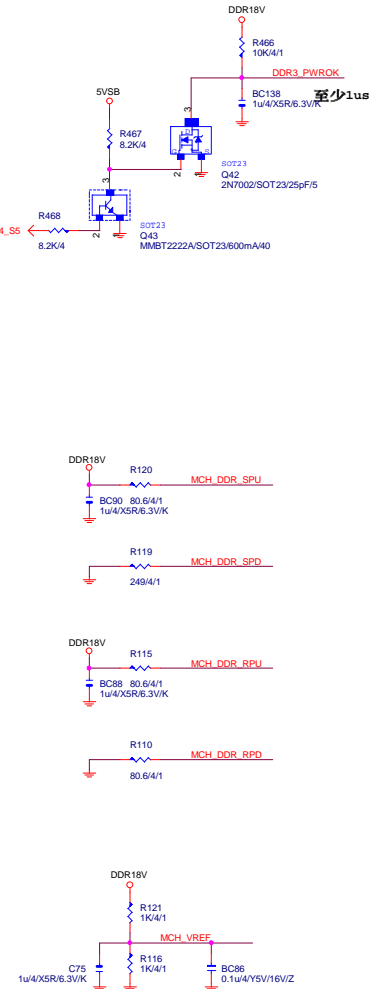 DDR18V
R466
10K/4/1
DDR3_PWROK
BC138
1u/4/X5R/6.3V/K
至少1us
5VSB
R467
8.2K/4
3
D
G
S
2
1
SOT23
Q42
2N7002/SOT23/25pF/5
3
R468
4_S5
8.2K/4
2
1
SOT23
Q43
MMBT2222A/SOT23/600mA/40
DDR18V
R120
MCH_DDR_SPU
BC90 80.6/4/1
1u/4/X5R/6.3V/K
R119
MCH_DDR_SPD
249/4/1
DDR18V
R115
MCH_DDR_RPU
BC88 80.6/4/1
1u/4/X5R/6.3V/K
R110
MCH_DDR_RPD
80.6/4/1
DDR18V
R121
1K/4/1
MCH_VREF
C75
1u/4/X5R/6.3V/K
R116
1K/4/1
BC86
0.1u/4/Y5V/16V/Z